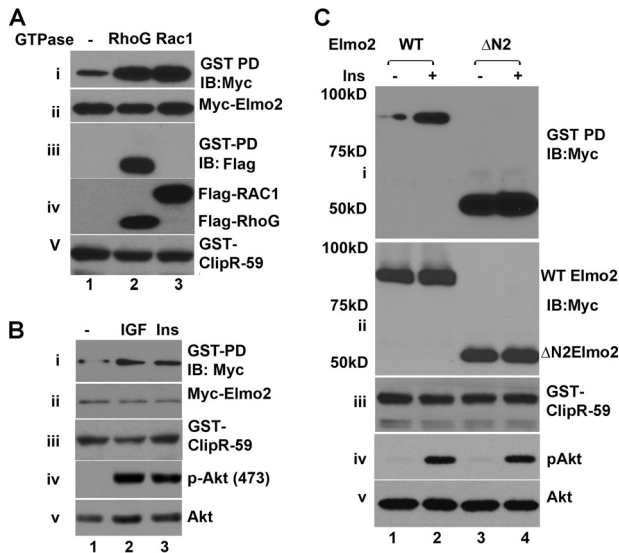 A
GTPase - RhoG Rac1
i GST PD
IB:Myc
ii Myc-Elmo2
iii GST-PD
IB: Flag
iv Flag-RAC1
Flag-RhoG
V GST-
ClipR-59
1 2 3
B
- IGF Ins
i GST-PD
IB: Myc
ii Myc-Elmo2
iii GST-
ClipR-59
iv p-Akt (473)
v Akt
1 2 3
C
Elmo2 WT ΔN2
Ins - + - +
100kD
75kD
i
50kD
GST PD
IB:Myc
100kD
75kD
ii
50kD
WT Elmo2
IB:Myc
ΔN2Elmo2
iii GST-
ClipR-59
iv pAkt
v Akt
1 2 3 4